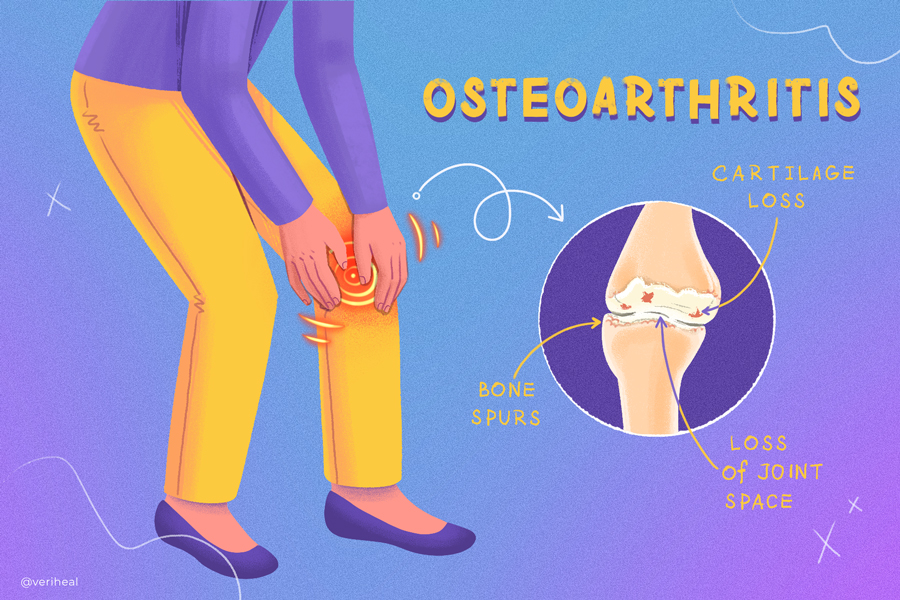 OSTEOARTHRITIS
CARTILAGE
LOSS
BONE
SPURS
LOSS
of JOINT
SPACE
@veriheal